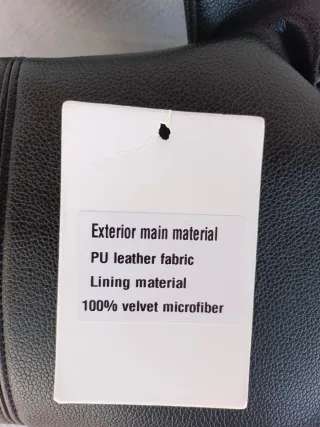 Exterior main material
PU leather fabric
Lining material
100% velvet microfiber